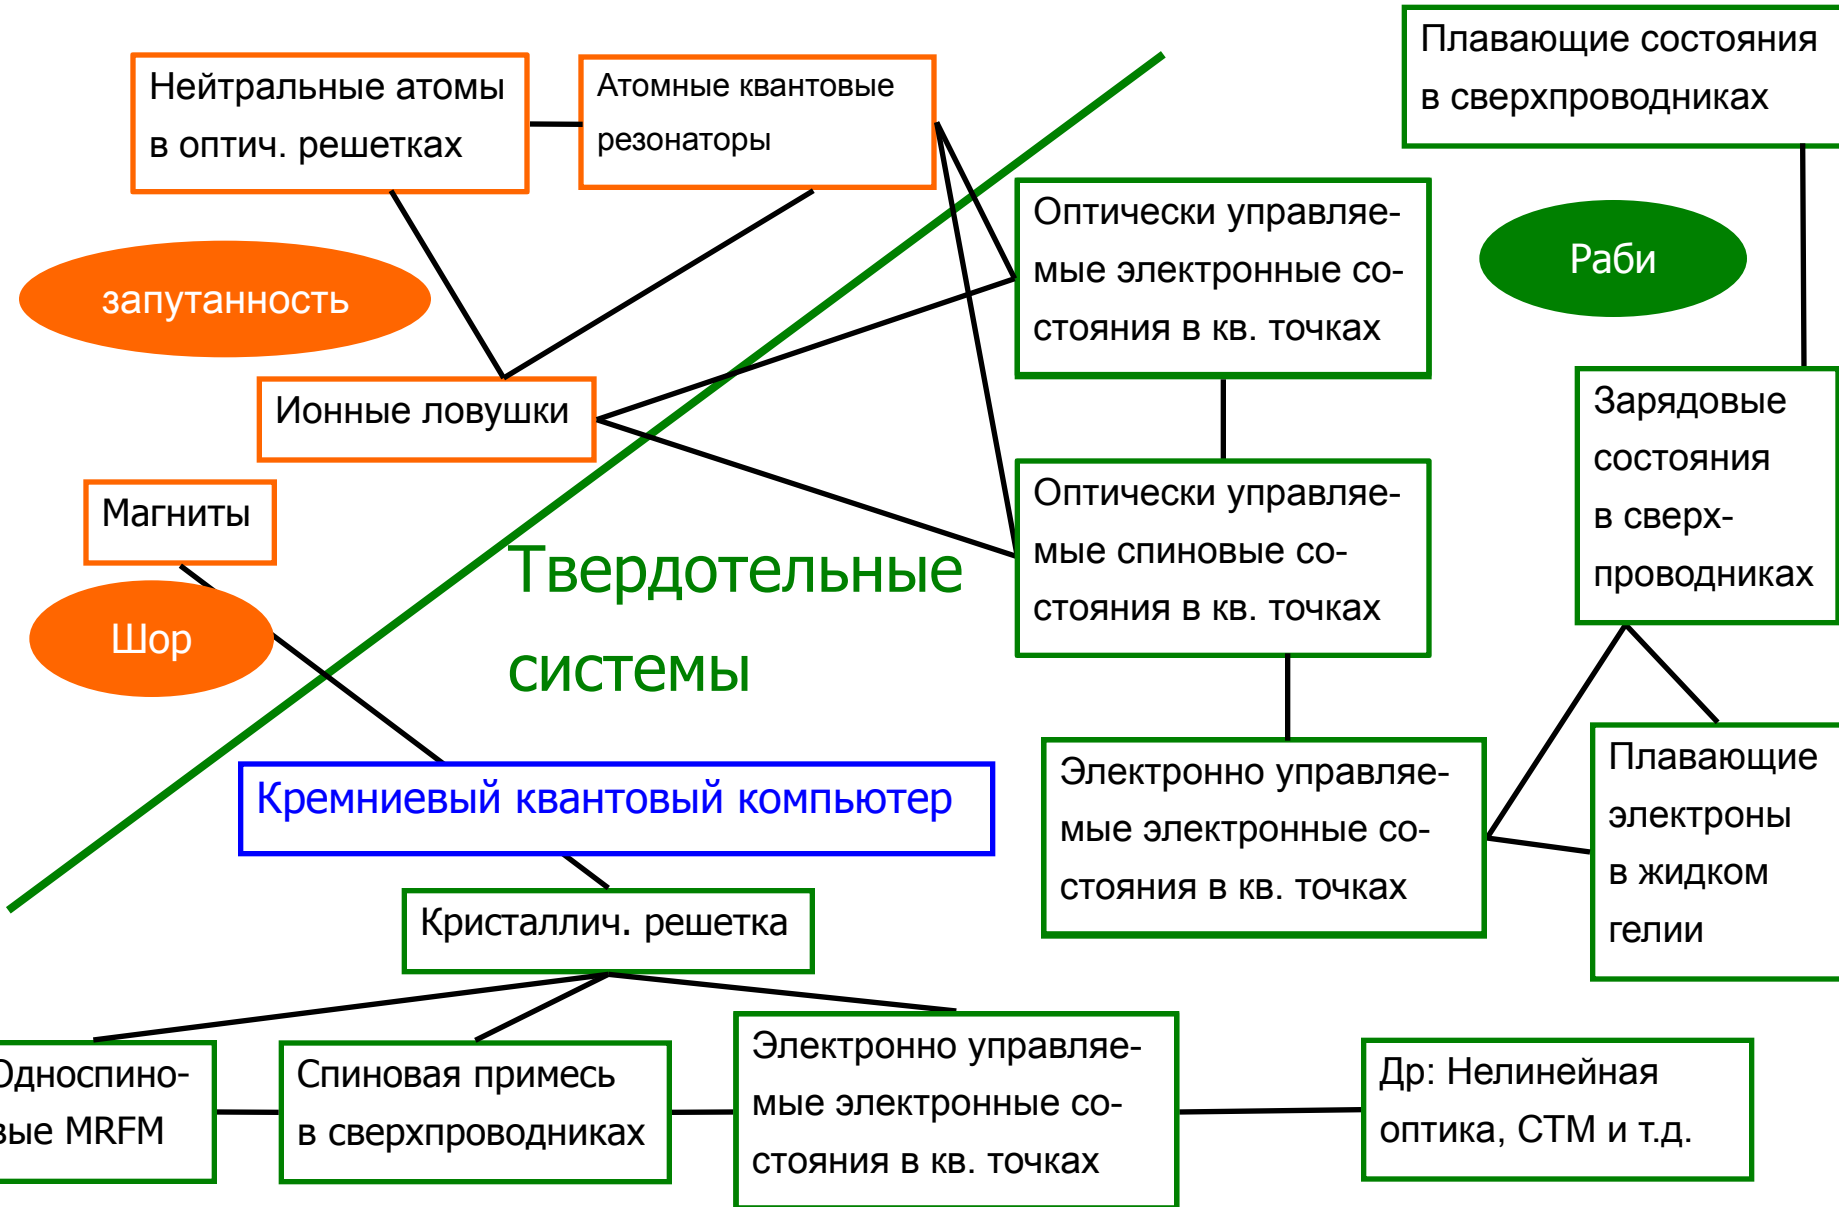 Плавающие состояния
в сверхпроводниках
Нейтральные атомы
в оптич. решетках
Атомные квантовые
резонаторы
Оптически управляе-
мые электронные со-
стояния в кв. точках
Раби
запутанность
Ионные ловушки
Зарядовые
состояния
в сверх-
проводниках
Магниты
Оптически управляе-
мые спиновые со-
стояния в кв. точках
Твердотельные
системы
Шор
Кремниевый квантовый компьютер
Электронно управляе-
мые электронные со-
стояния в кв. точках
Плавающие
электроны
в жидком
гелии
Кристаллич. решетка
Односпино-
вые MRFM
Спиновая примесь
в сверхпроводниках
Электронно управляе-
мые электронные со-
стояния в кв. точках
Др: Нелинейная
оптика, СТМ и т.д.